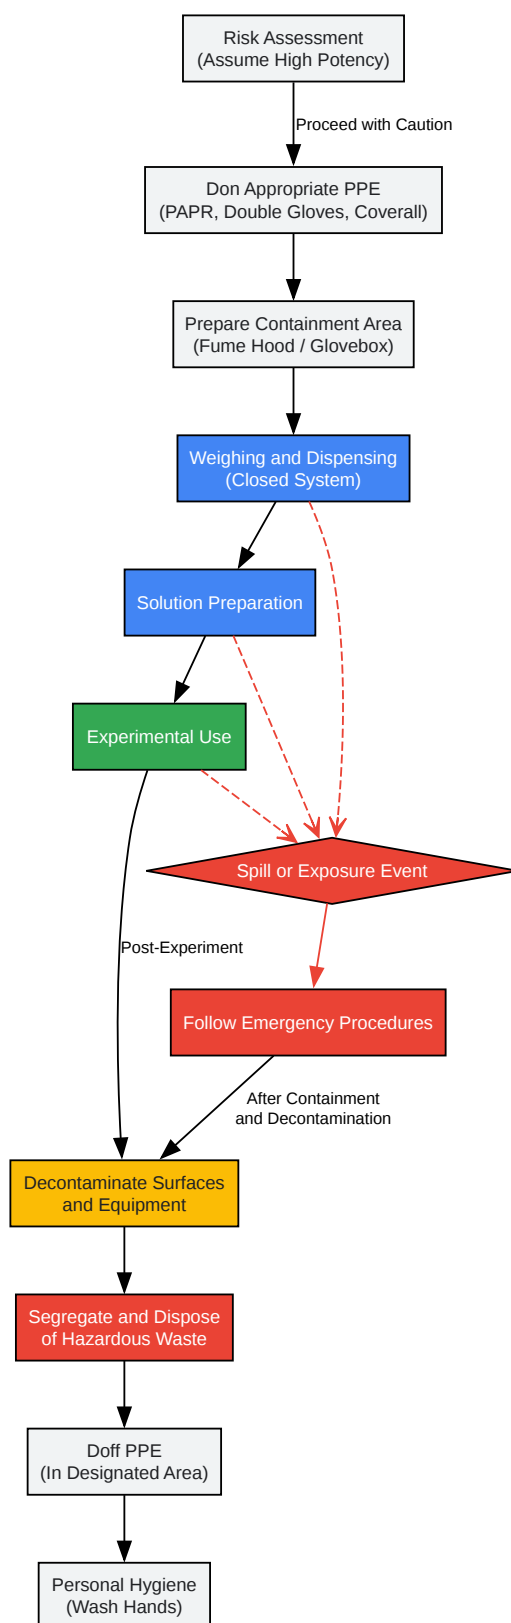 Risk Assessment
(Assume High Potency)
Proceed with Caution
Don Appropriate PPE
(PAPR, Double Gloves, Coverall)
Prepare Containment Area
(Fume Hood / Glovebox)
Weighing and Dispensing
(Closed System)
Solution Preparation
Experimental Use
Spill or Exposure Event
Post-Experiment
Follow Emergency Procedures
After Containment
and Decontamination
Decontaminate Surfaces
and Equipment
Segregate and Dispose
of Hazardous Waste
Doff PPE
(In Designated Area)
Personal Hygiene
(Wash Hands)